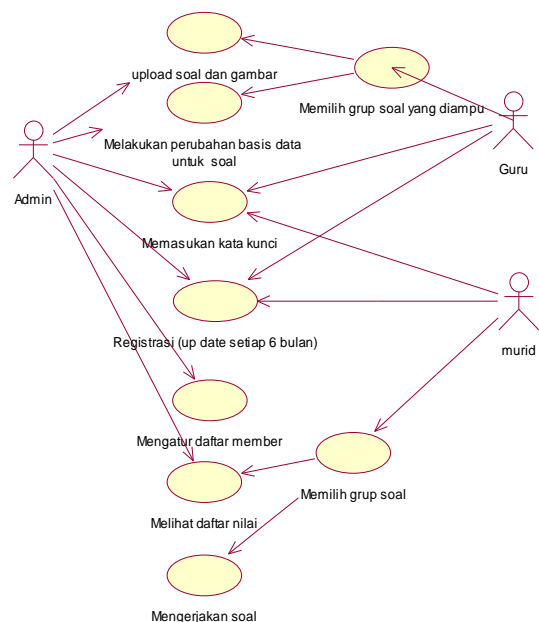 upload soal dan gambar
Memilih grup soal yang diampu
Melakukan perubahan basis data
untuk soal
Guru
Admin
Memasukan kata kunci
Registrasi (up date setiap 6 bulan)
murid
Mengatur daftar member
Memilih grup soal
Melihat daftar nilai
Mengerjakan soal